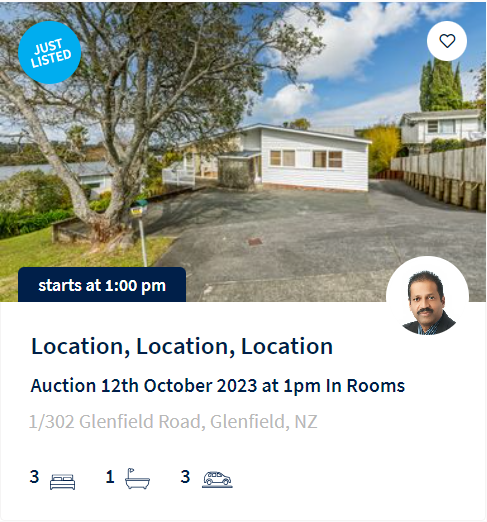 JUST
LISTED
starts at 1:00 pm
Location, Location, Location
Auction 12th October 2023 at 1pm In Rooms
1/302 Glenfield Road, Glenfield, NZ
3 1 3